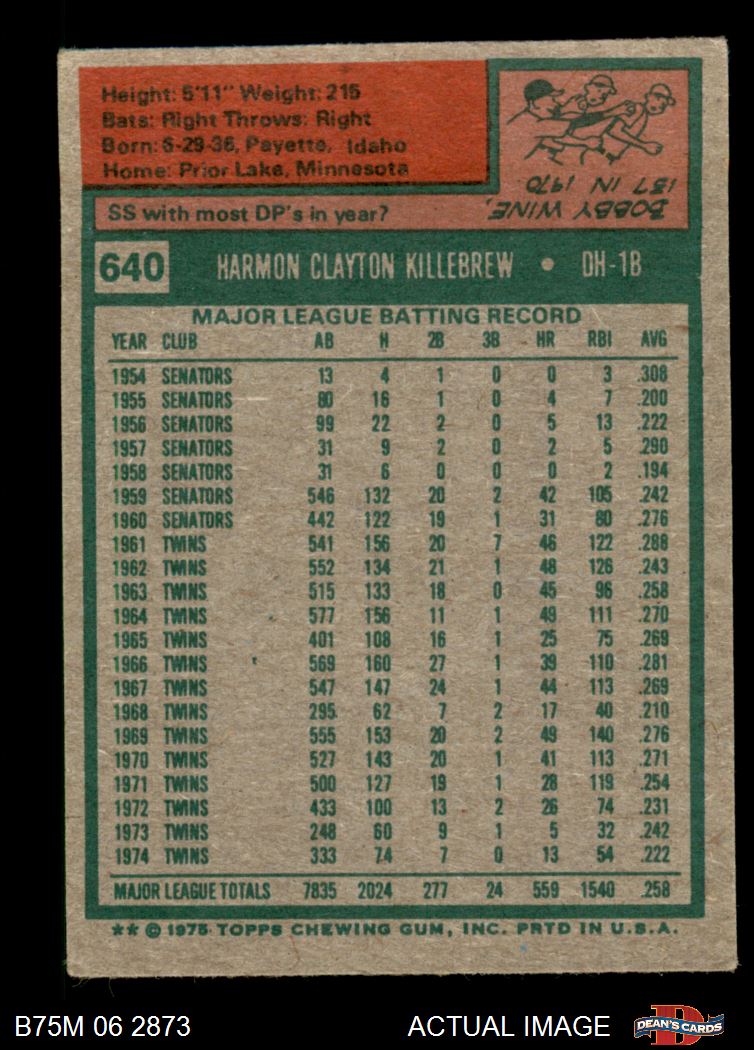 Height: 5'11" Weight: 215
Bats: Right Throws: Right
Born: 6-29-36, Payette, Idaho
Home: Prior Lake, Minnesota
SS with most DP's in year?
BOBBY WINE,
137 IN 1970
640 HARMON CLAYTON KILLEBREW • DH-1B
MAJOR LEAGUE BATTING RECORD
YEAR CLUB AB H 2B 3B HR RBI AVG
1954 SENATORS 13 4 1 0 0 3 .308
1955 SENATORS 80 16 1 0 4 7 .200
1956 SENATORS 99 22 2 0 5 13 .222
1957 SENATORS 31 9 2 0 2 5 .290
1958 SENATORS 31 6 0 0 0 2 .194
1959 SENATORS 546 132 20 2 42 105 .242
1960 SENATORS 442 122 19 1 31 80 .276
1961 TWINS 541 156 20 7 46 122 .288
1962 TWINS 552 134 21 1 48 126 .243
1963 TWINS 515 133 18 0 45 96 .258
1964 TWINS 577 156 11 1 49 111 .270
1965 TWINS 401 108 16 1 25 75 .269
1966 TWINS 569 160 27 1 39 110 .281
1967 TWINS 547 147 24 1 44 113 .269
1968 TWINS 295 62 7 2 17 40 .210
1969 TWINS 555 153 20 2 49 140 .276
1970 TWINS 527 143 20 1 41 113 .271
1971 TWINS 500 127 19 1 28 119 .254
1972 TWINS 433 100 13 2 26 74 .231
1973 TWINS 248 60 9 1 5 32 .242
1974 TWINS 333 74 7 0 13 54 .222
MAJOR LEAGUE TOTALS 7835 2024 277 24 559 1540 .258
** © 1975 TOPPS CHEWING GUM, INC. PRTD IN U.S.A.
B75M 06 2873 ACTUAL IMAGE DEAN'S CARDS